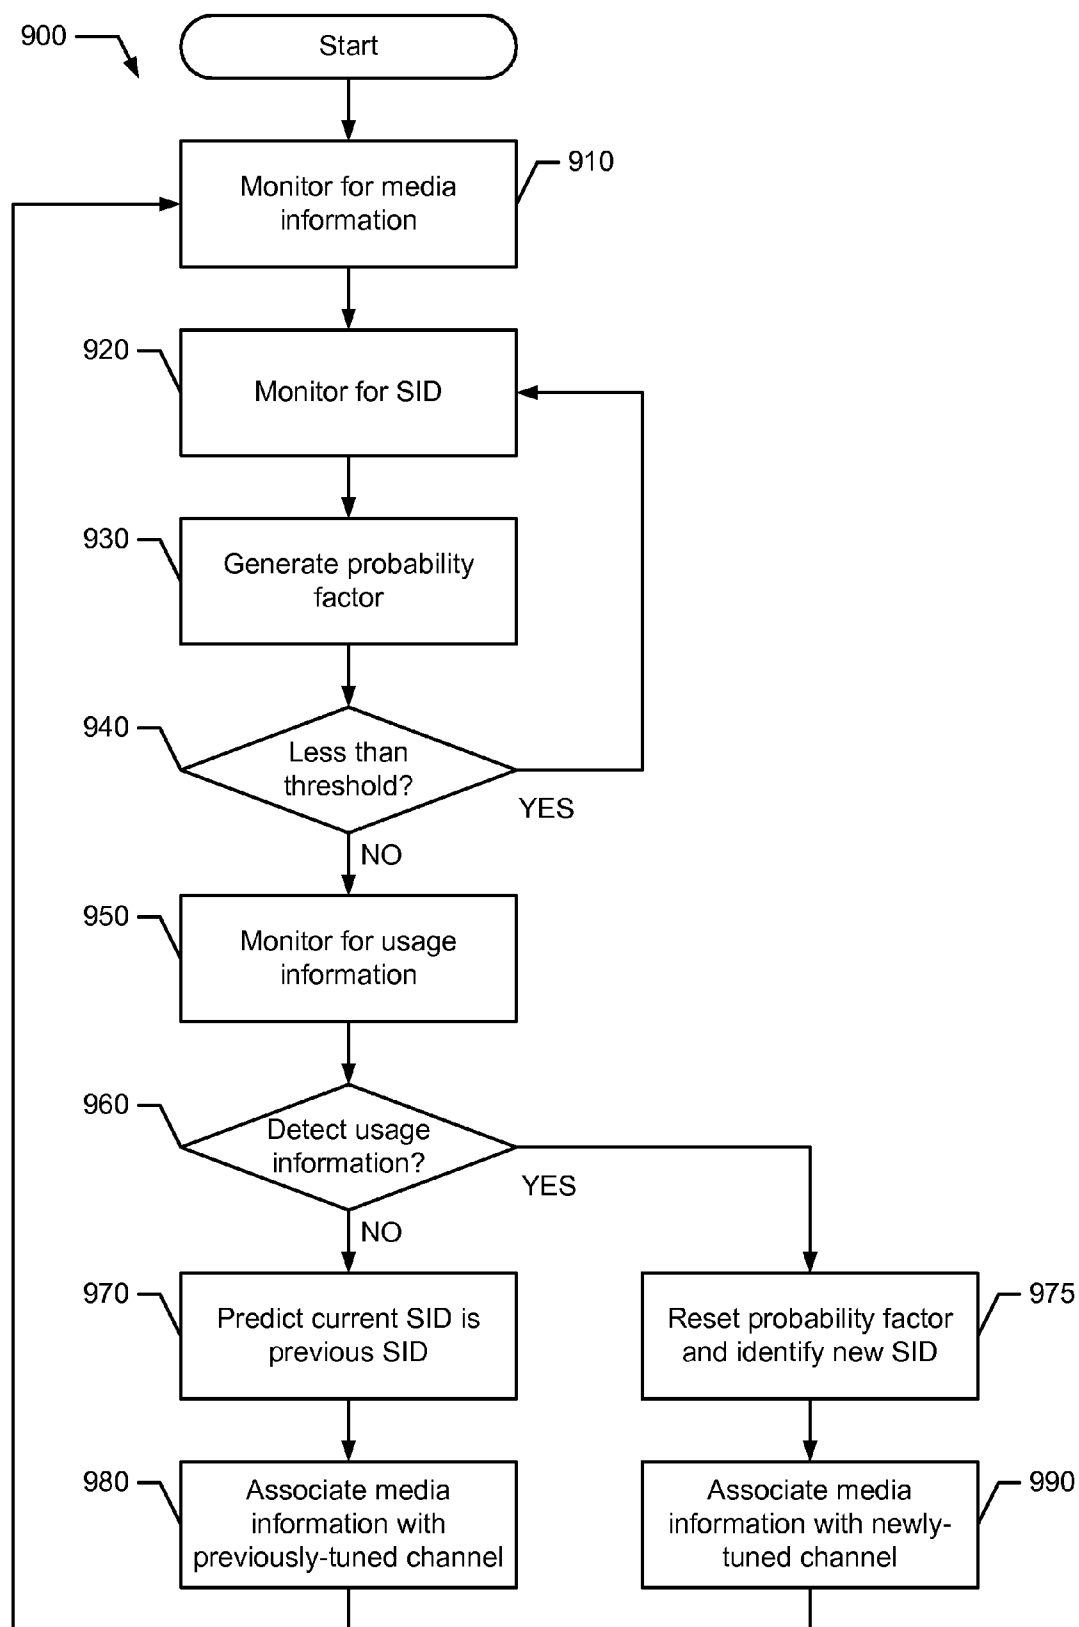 900
Start
Monitor for media
information
910
920
Monitor for SID
930
Generate probability
factor
940
Less than
threshold?
YES
NO
950
Monitor for usage
information
960
Detect usage
information?
YES
NO
970
Predict current SID is
previous SID
Reset probability factor
and identify new SID
975
980
Associate media
information with
previously-tuned channel
Associate media
information with newly-
tuned channel
990